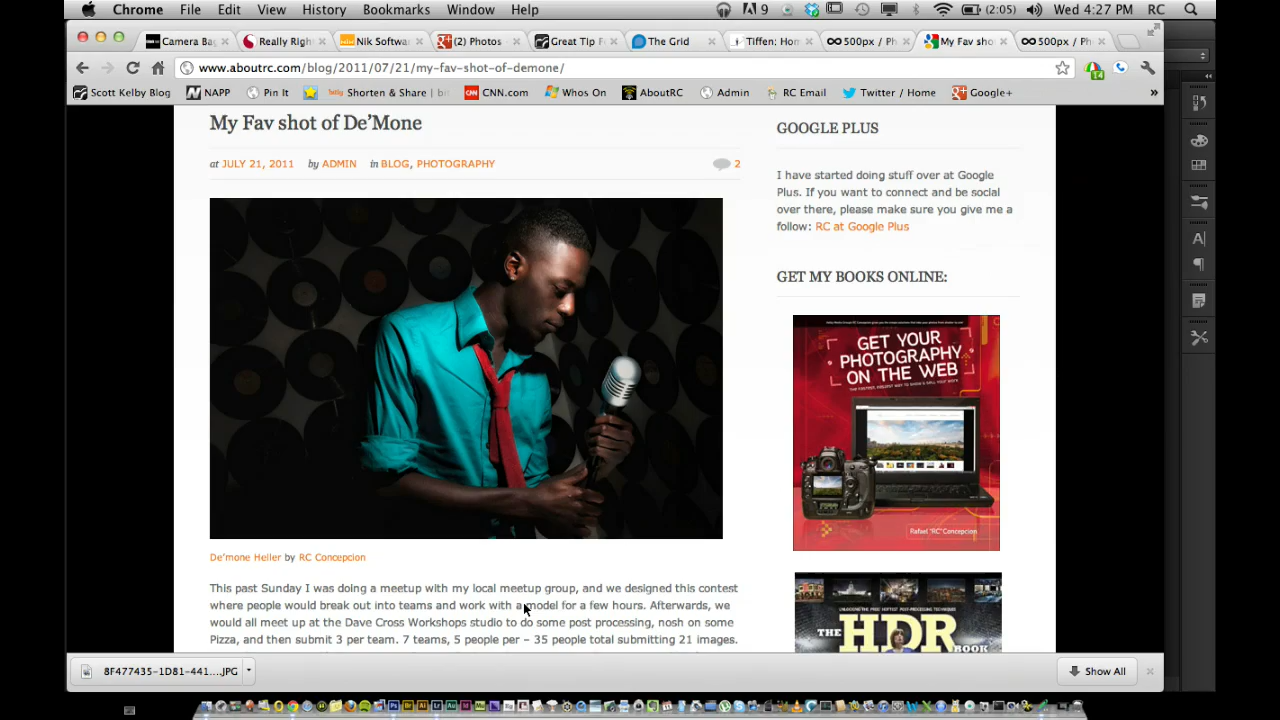 Chrome File Edit View History Bookmarks Window Help 9 (2:05) Wed 4:27 PM RC
Camera Ba Really Righ Nik Softwa (2) Photos Great Tip F The Grid Tiffen: Hom 500px / Ph My Fav sho 500px / Ph
www.aboutrc.com/blog/2011/07/21/my-fav-shot-of-demone/ 14
Scott Kelby Blog NAPP Pin It Shorten & Share | b CNN.com Whos On AboutRC Admin RC Email Twitter / Home Google+ »
My Fav shot of De’Mone
at JULY 21, 2011 by ADMIN in BLOG, PHOTOGRAPHY 2
De’mone Heller by RC Concepcion
This past Sunday I was doing a meetup with my local meetup group, and we designed this contest
where people would break out into teams and work with a model for a few hours. Afterwards, we
would all meet up at the Dave Cross Workshops studio to do some post processing, nosh on some
Pizza, and then submit 3 per team. 7 teams, 5 people per – 35 people total submitting 21 images.
GOOGLE PLUS
I have started doing stuff over at Google
Plus. If you want to connect and be social
over there, please make sure you give me a
follow: RC at Google Plus
GET MY BOOKS ONLINE:
GET YOUR
PHOTOGRAPHY
ON THE WEB
Rafael “RC” Concepcion
THE HDR
BOOK
8F477435-1D81-441....JPG
Show All